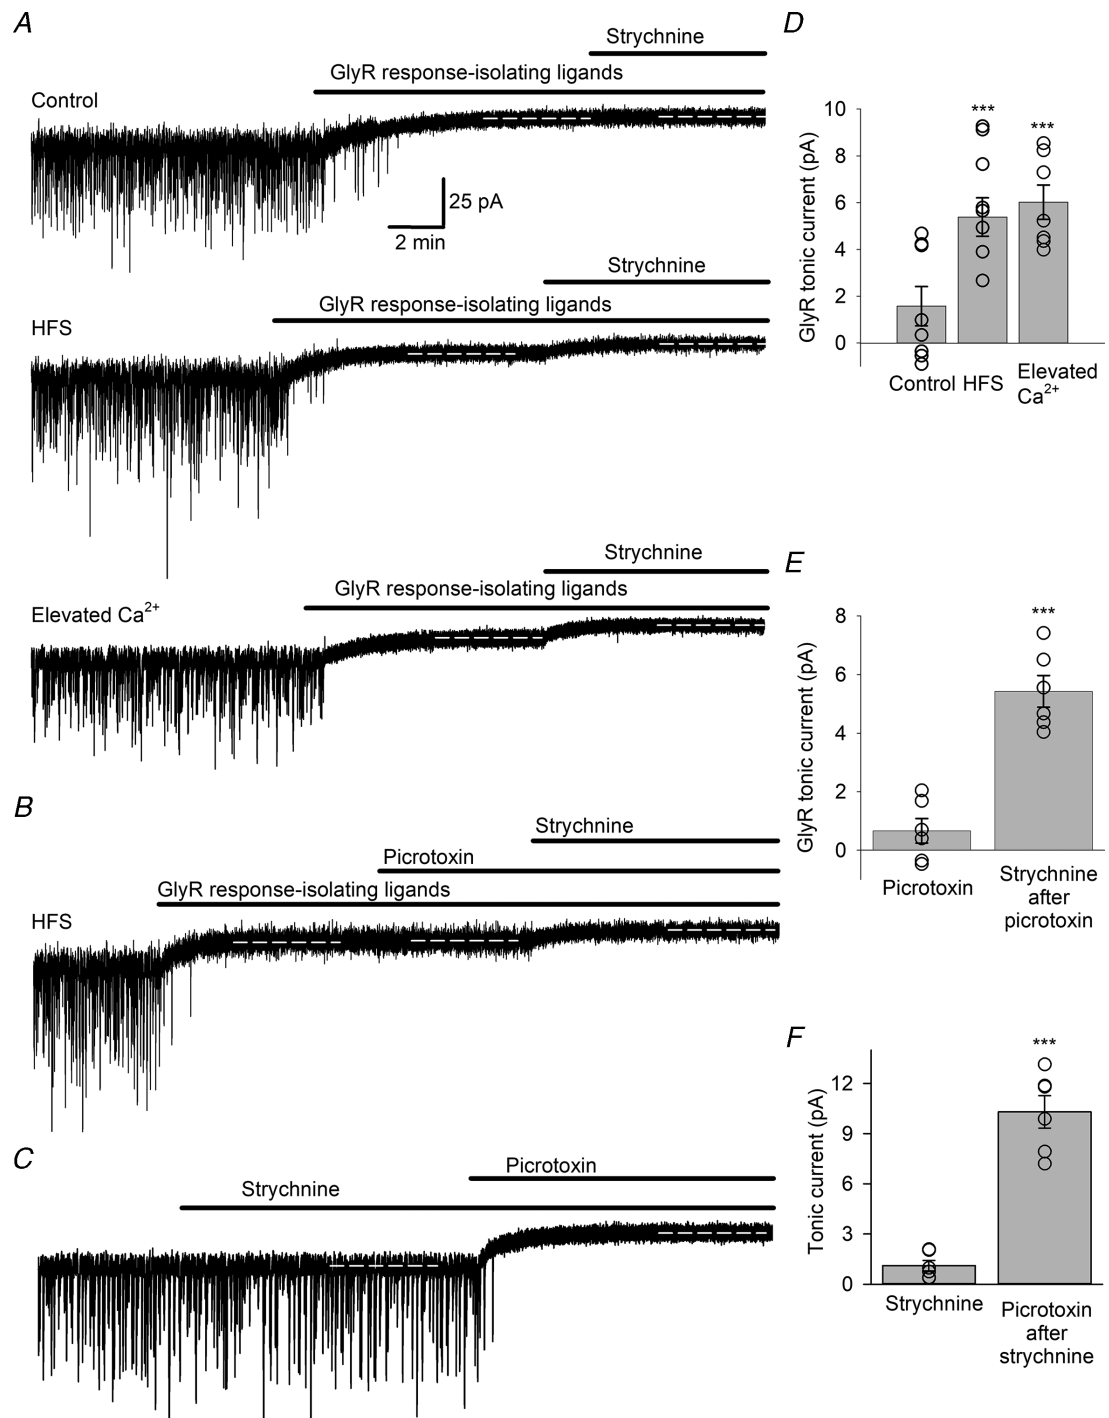 A
Strychnine
GlyR response-isolating ligands
Control
25 pA
2 min
Strychnine
GlyR response-isolating ligands
HFS
Strychnine
GlyR response-isolating ligands
Elevated Ca²⁺
B
Strychnine
Picrotoxin
GlyR response-isolating ligands
HFS
C
Picrotoxin
Strychnine
D
GlyR tonic current (pA)
10
8
6
4
2
0
***
***
Control HFS Elevated
Ca²⁺
E
GlyR tonic current (pA)
8
6
4
2
0
***
Picrotoxin
Strychnine
after
picrotoxin
F
Tonic current (pA)
12
9
6
3
0
***
Strychnine
Picrotoxin
after
strychnine